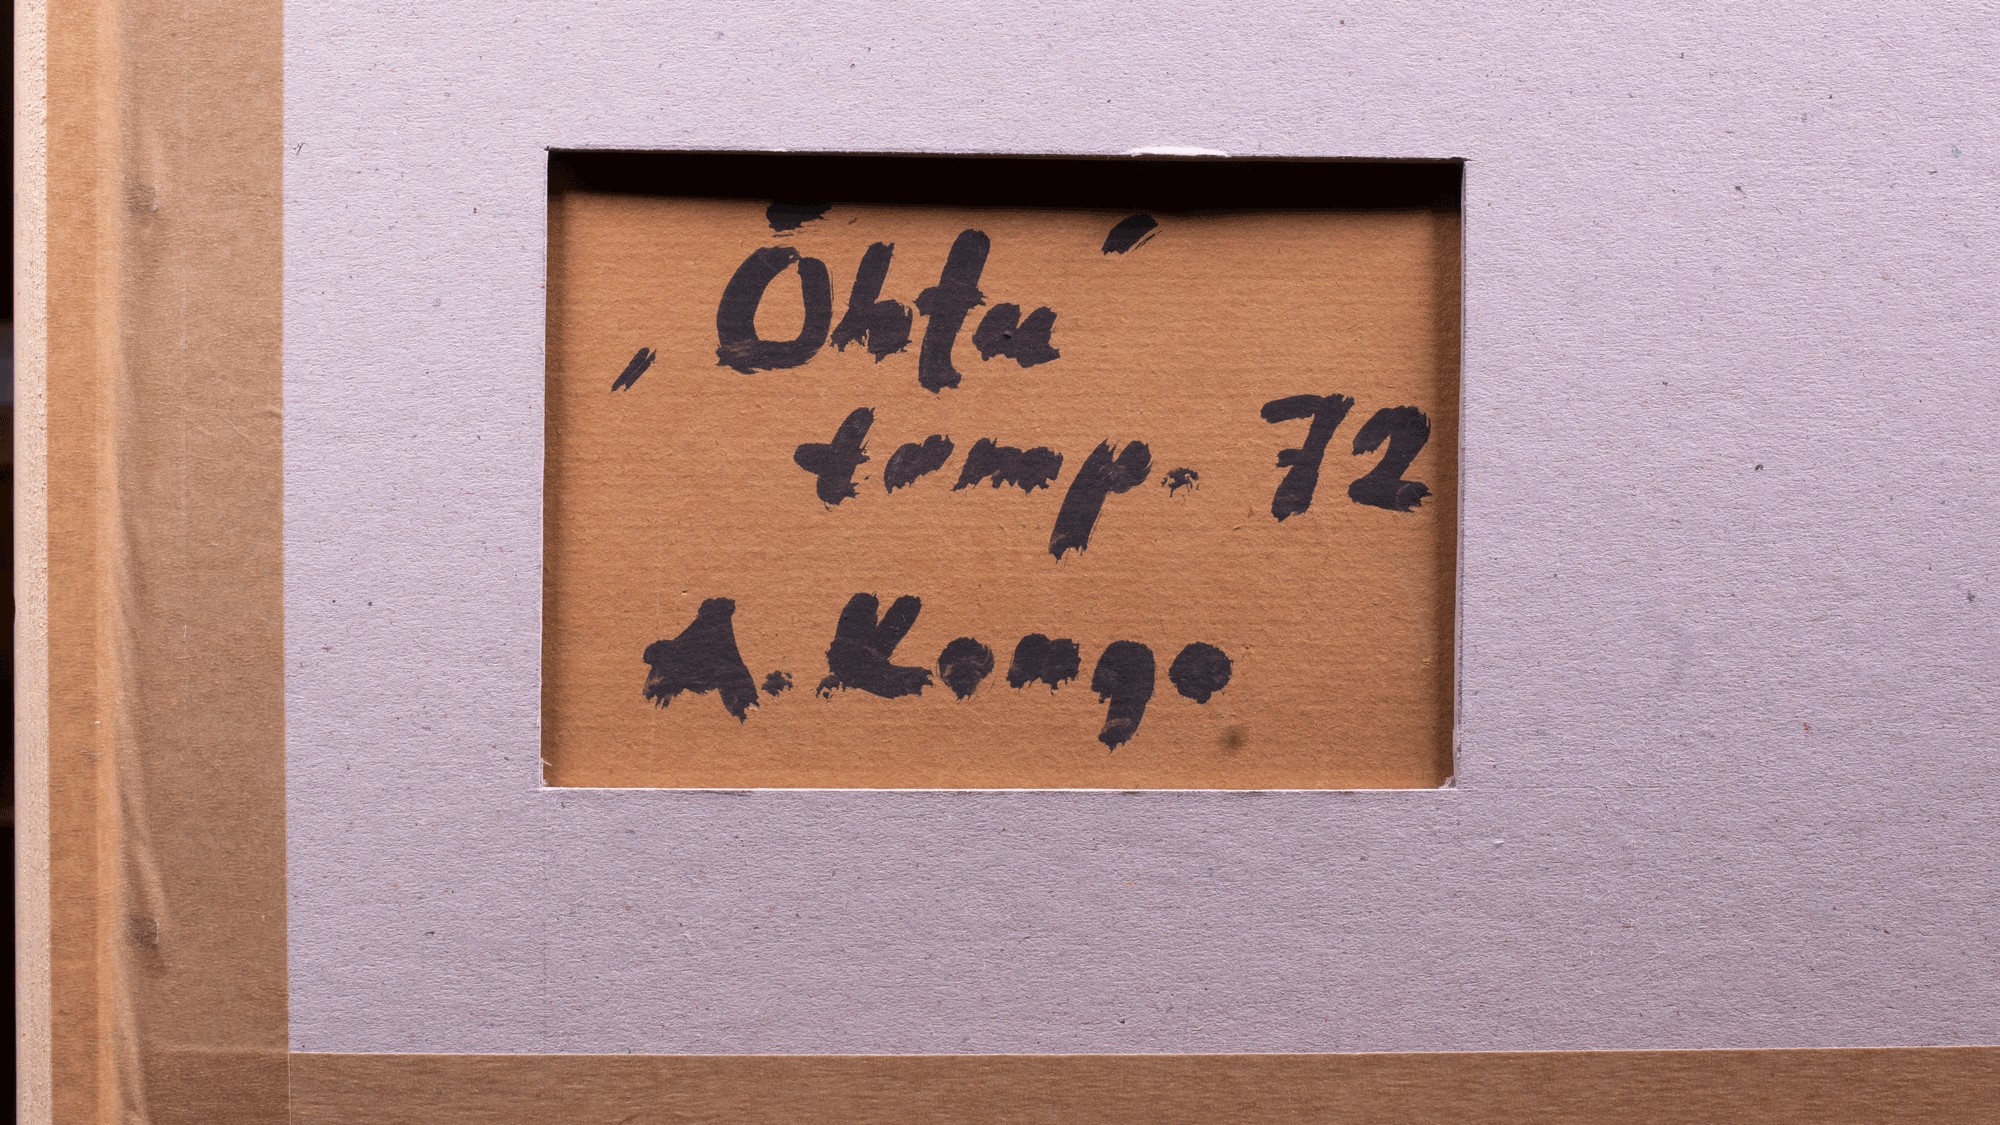 "Õhtu"
temp. 72
A. Kongo